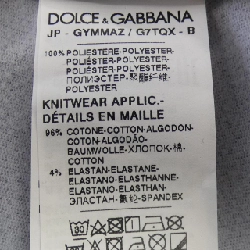 DOLCE & GABBANA
JP - GYMMAZ / G7TQX - B
100% POLIESTERE-POLYESTER-
POLIÉSTER-POLYESTER-
POLIÉSTER-POLYESTER-
ПОЛИЭСТЕР-聚酯纤维-
POLYESTER
KNITWEAR APPLIC.-
DÉTAILS EN MAILLE
96% COTONE-COTTON-ALGODON-
COTON-ALGODÃO-
BAUMWOLLE-ХЛОПОК-棉-
COTTON
4% ELASTAN-ELASTANE-
ELASTANO-ELASTHANNE-
ELASTANO-ELASTHAN-
ЭЛАСТАН-氨纶-SPANDEX